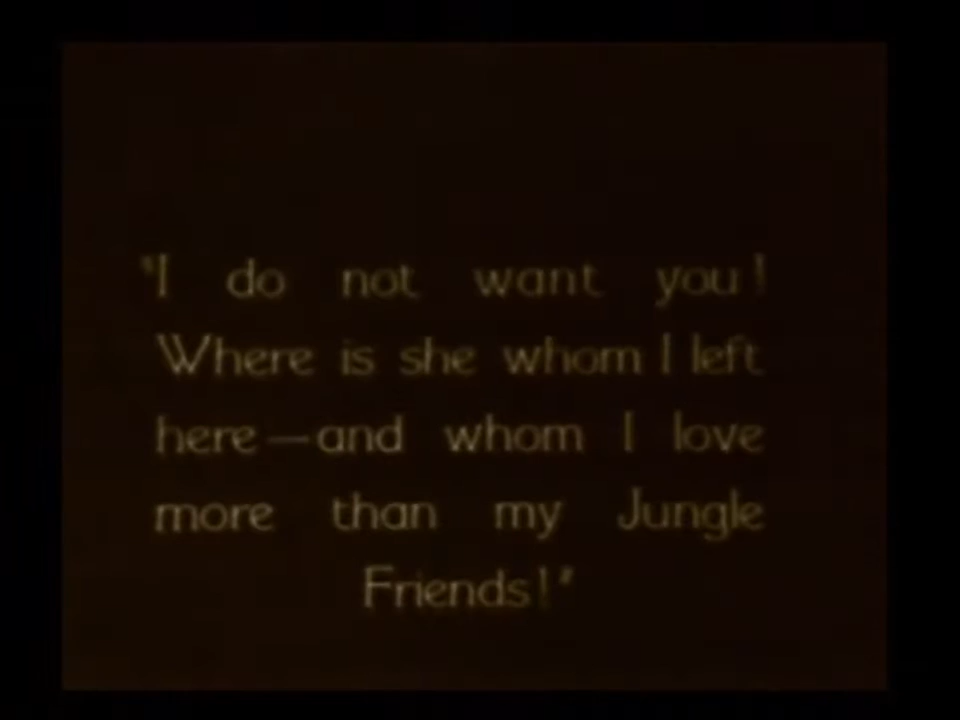 "I do not want you!
Where is she whom I left
here—and whom I love
more than my Jungle
Friends!"